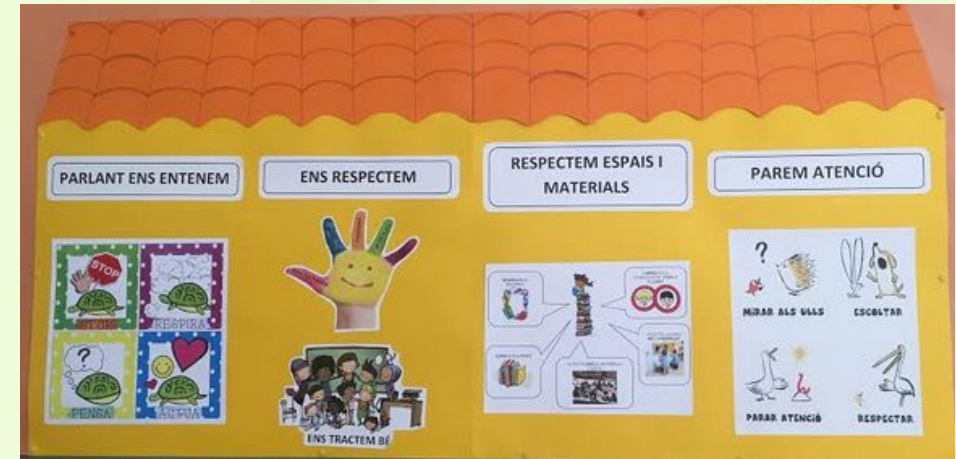 PARLANT ENS ENTENEM
ENS RESPECTEM
RESPECTEM ESPAIS I
MATERIALS
PAREM ATENCIÓ
STOP
STOP
RESPIRA
?
PENSA
ACTUA
ENS TRACTEM BÉ
?
MIRAR ALS ULLS
ESCOLTAR
PARAR ATENCIÓ
RESPECTAR